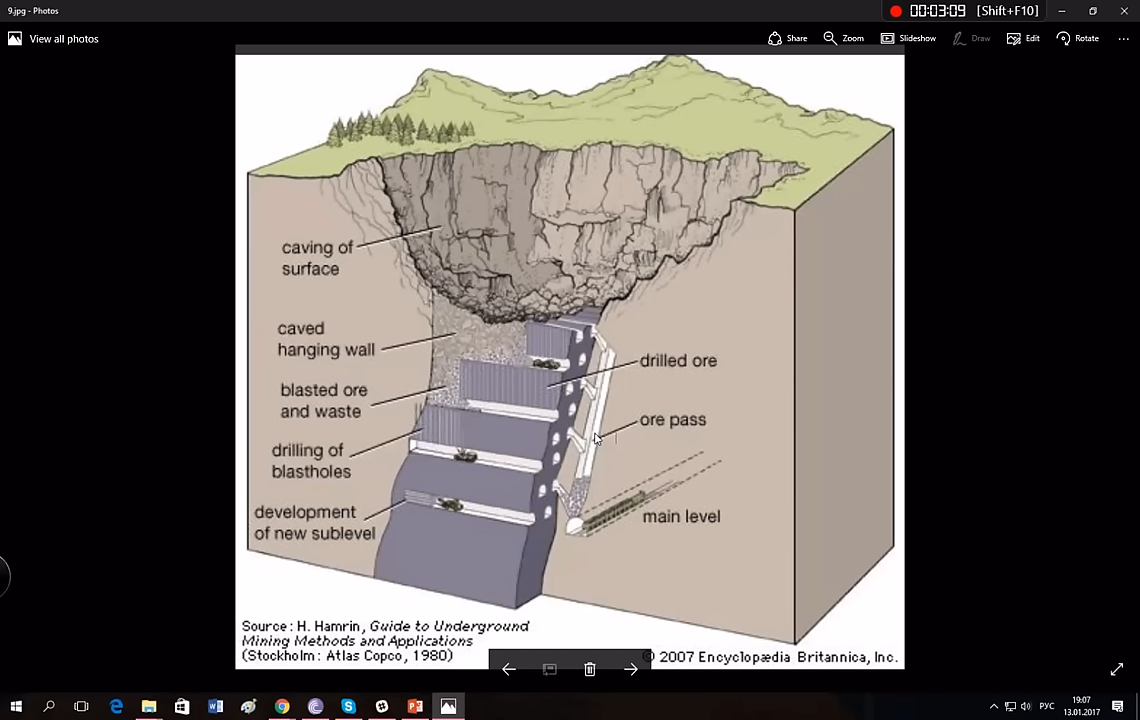 9.jpg - Photos
00:03:09 [Shift+F10]
View all photos
Share Zoom Slideshow Draw Edit Rotate
caving of
surface
caved
hanging wall
drilled ore
blasted ore
and waste
ore pass
drilling of
blastholes
development
of new sublevel
main level
Source: H. Hamrin, Guide to Underground
Mining Methods and Applications
(Stockholm: Atlas Copco, 1980)
© 2007 Encyclopædia Britannica, Inc.
РУС
19:07
13.01.2017